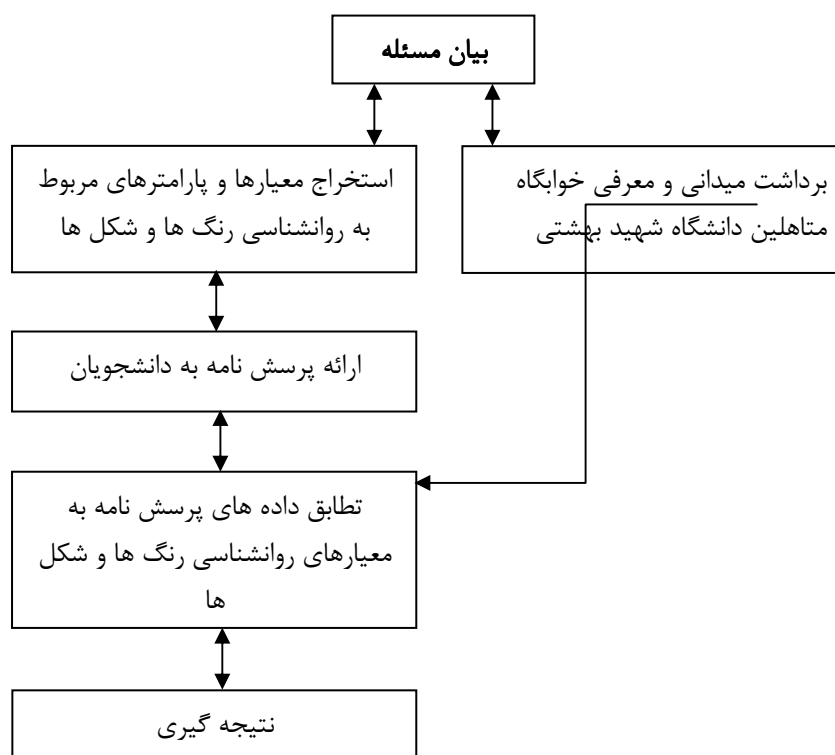 بیان مسئله
برداشت میدانی و معرفی خوابگاه
متاهلین دانشگاه شهید بهشتی
استخراج معیارها و پارامترهای مربوط
به روانشناسی رنگ ها و شکل ها
ارائه پرسش نامه به دانشجویان
تطابق داده های پرسش نامه به
معیارهای روانشناسی رنگ ها و شکل
ها
نتیجه گیری